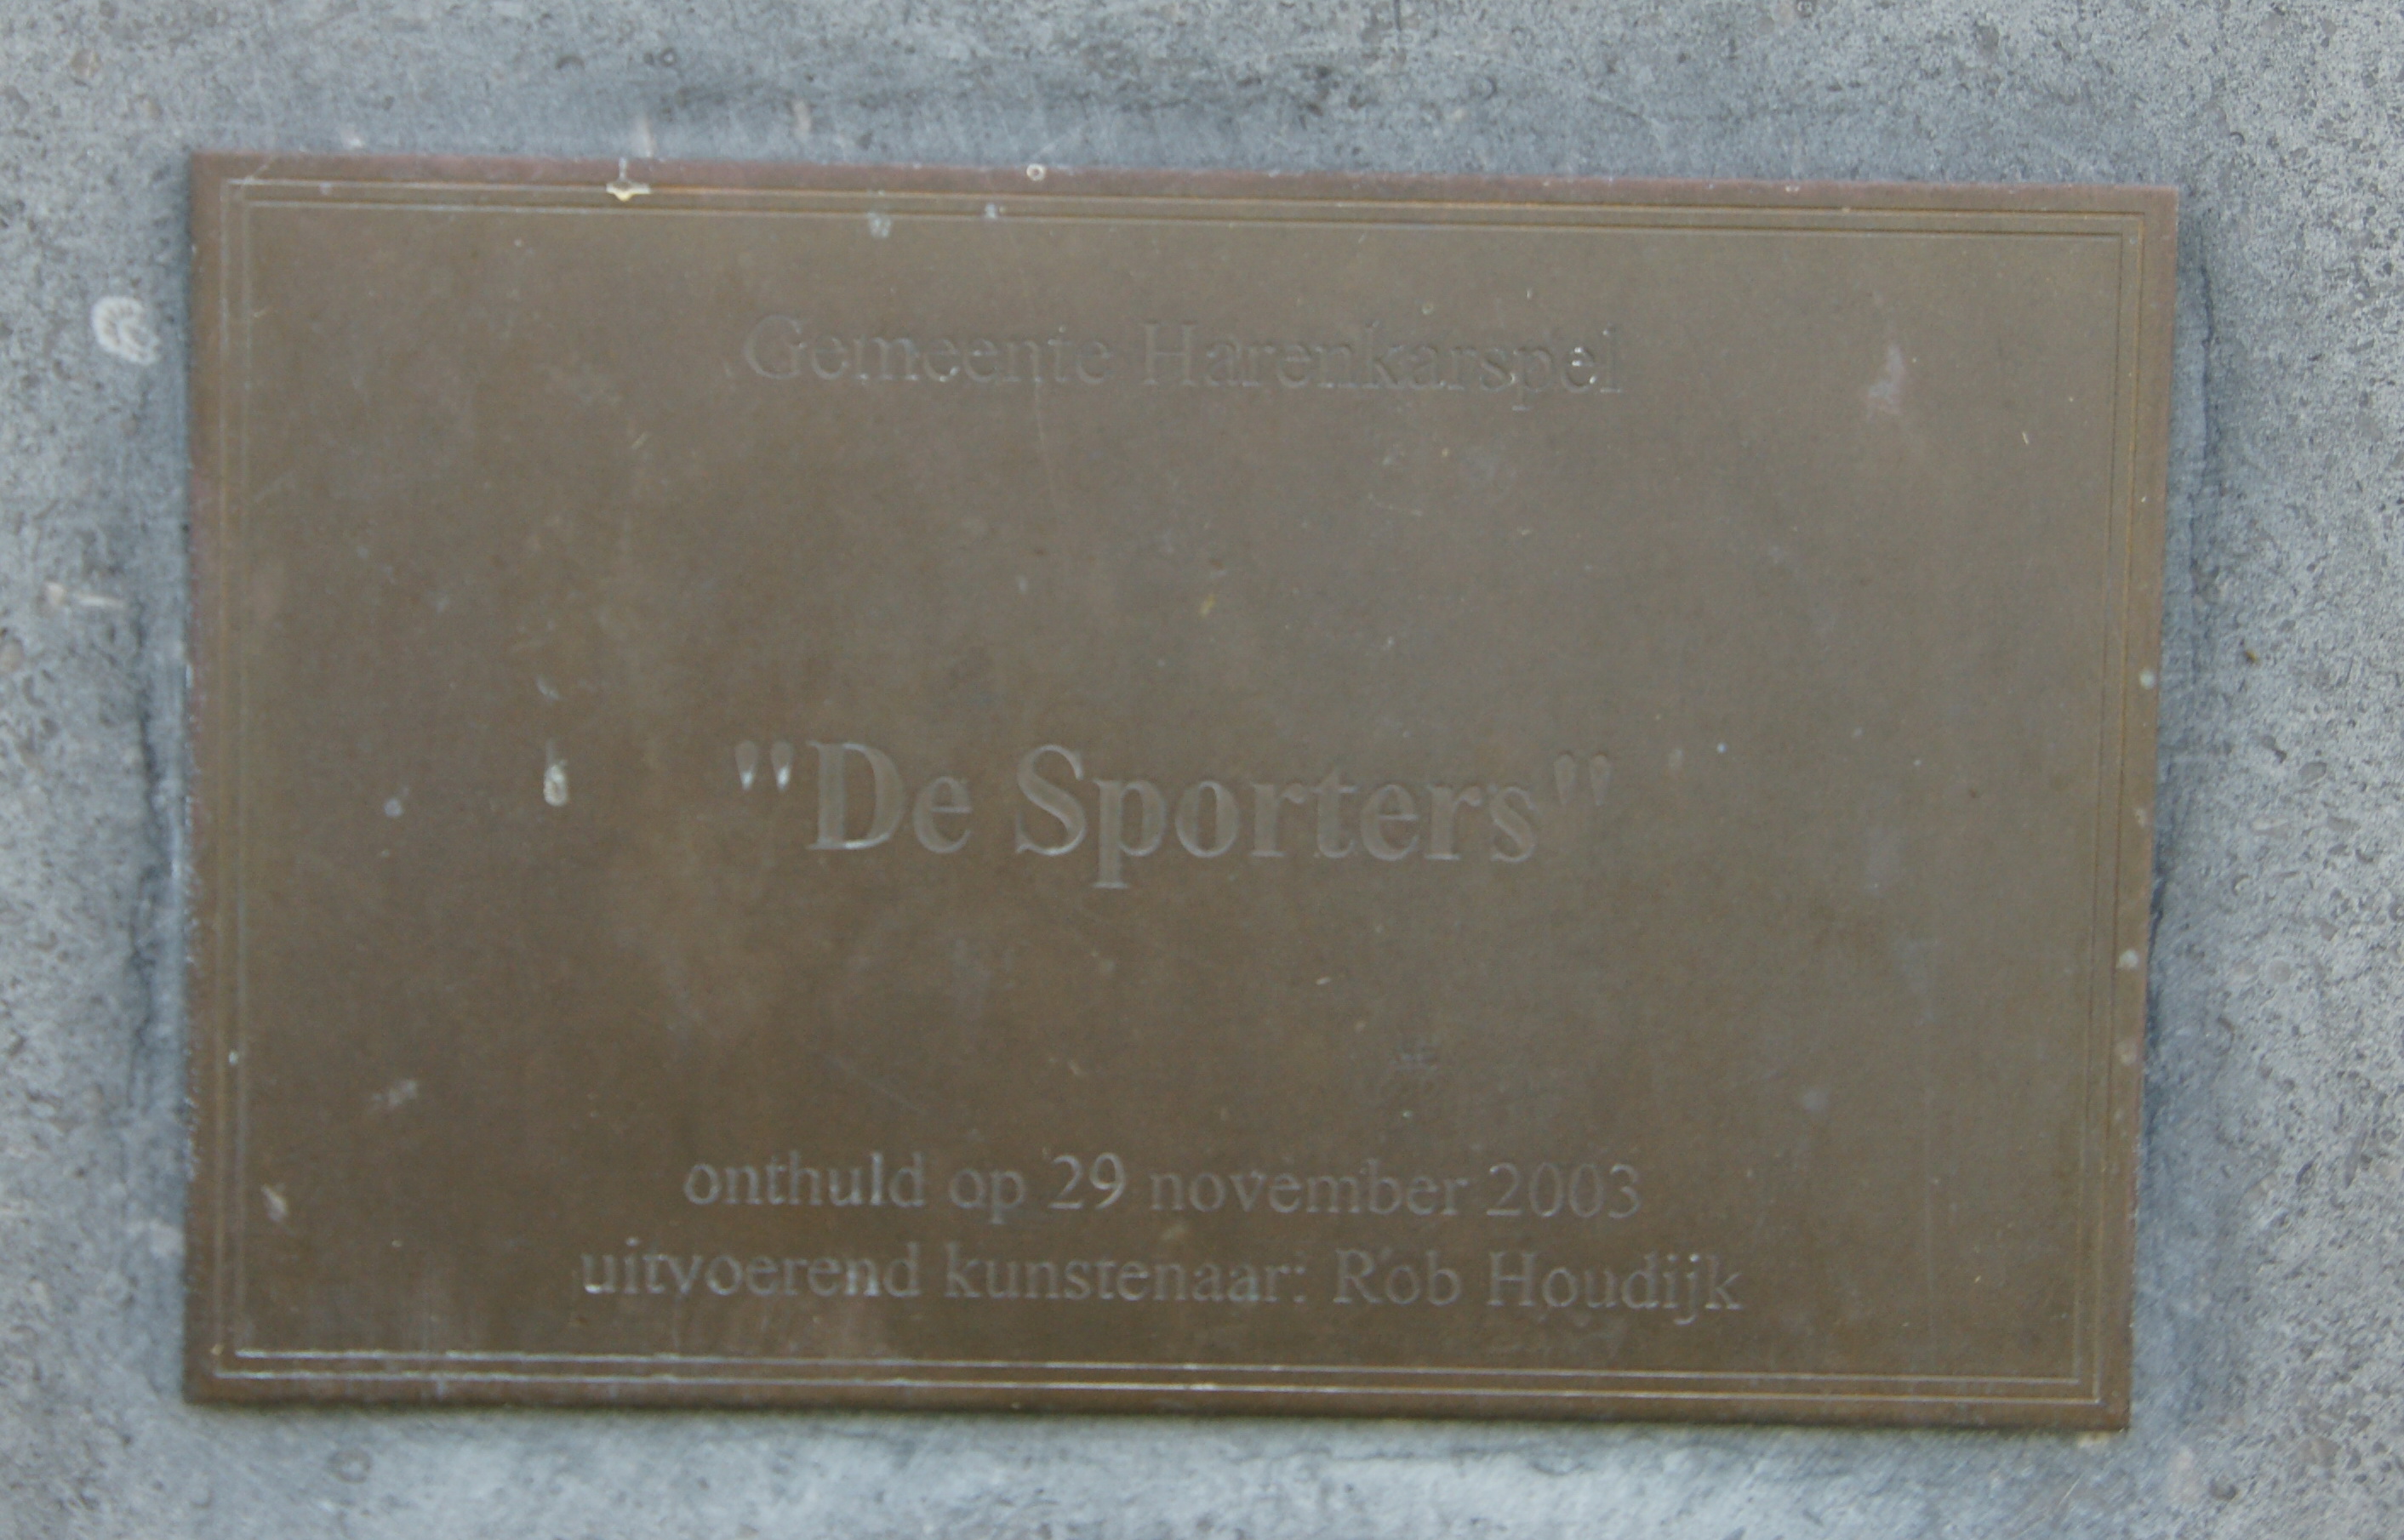 Gemeente Harenkarspel
"De Sporters"
onthuld op 29 november 2003
uitvoerend kunstenaar: Rob Houdijk